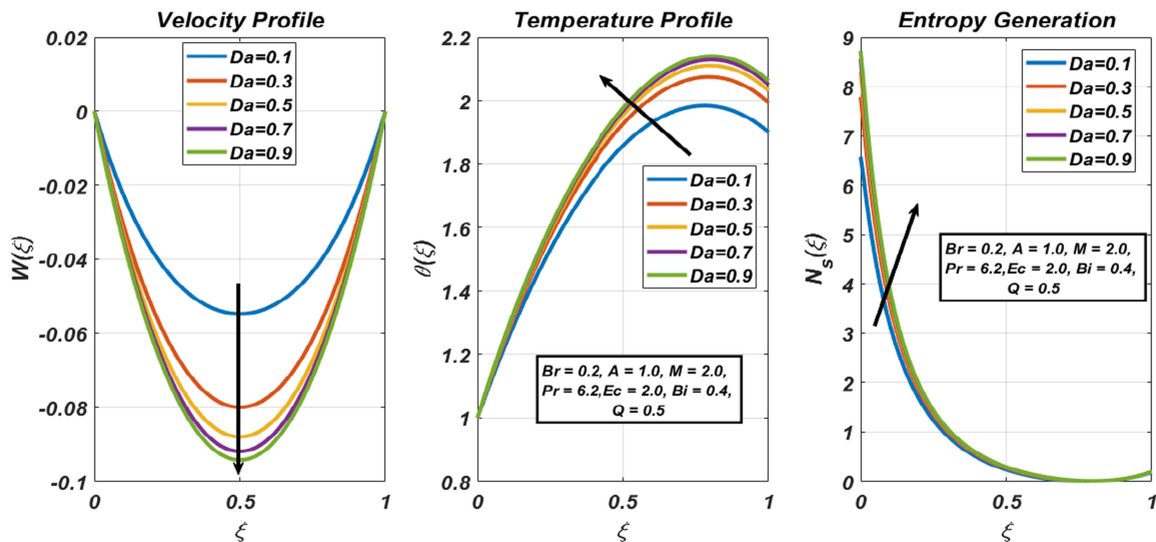 Velocity Profile
0.02
0
-0.02
-0.04
-0.06
-0.08
-0.1
0
0.5
1
W(ξ)
ξ
Da=0.1
Da=0.3
Da=0.5
Da=0.7
Da=0.9
Temperature Profile
2.2
2
1.8
1.6
1.4
1.2
1
0.8
0
0.5
1
θ(ξ)
ξ
Da=0.1
Da=0.3
Da=0.5
Da=0.7
Da=0.9
Br = 0.2, A = 1.0, M = 2.0,
Pr = 6.2,Ec = 2.0, Bi = 0.4,
Q = 0.5
Entropy Generation
9
8
7
6
5
4
3
2
1
0
0
0.5
1
N_s(ξ)
ξ
Da=0.1
Da=0.3
Da=0.5
Da=0.7
Da=0.9
Br = 0.2, A = 1.0, M = 2.0,
Pr = 6.2,Ec = 2.0, Bi = 0.4,
Q = 0.5